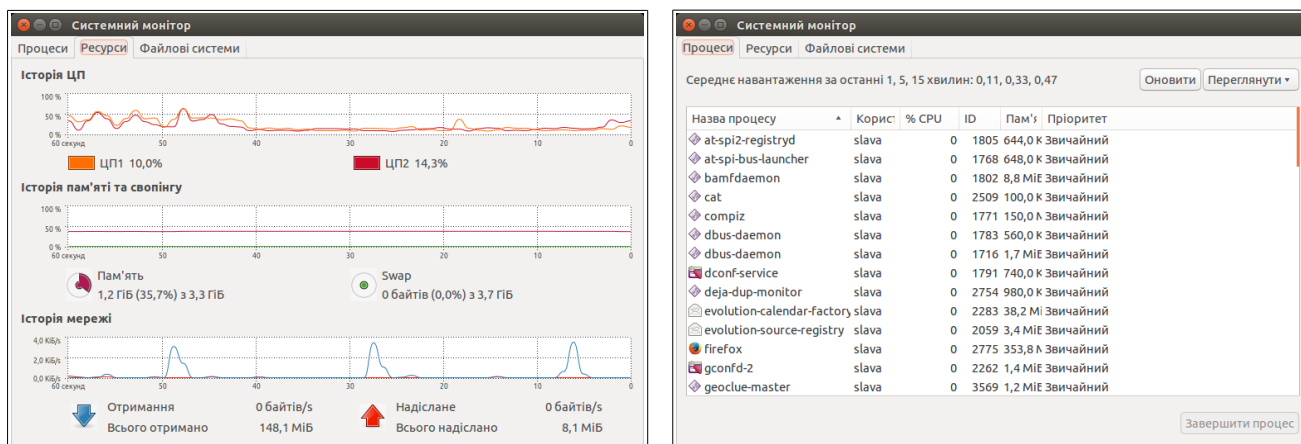 Системний монітор
Процеси Ресурси Файлові системи
Історія ЦП
100 %
50 %
0 %
60 секунд 50 40 30 20 10 0
ЦП1 10,0% ЦП2 14,3%
Історія пам'яті та свопінгу
100 %
50 %
0 %
60 секунд 50 40 30 20 10 0
Пам'ять
1,2 ГіБ (35,7%) з 3,3 ГіБ
Swap
0 байтів (0,0%) з 3,7 ГіБ
Історія мережі
4,0 КіБ/s
2,0 КіБ/s
0,0 КіБ/s
60 секунд 50 40 30 20 10 0
Отримання 0 байтів/s
Всього отримано 148,1 МіБ
Надіслане 0 байтів/s
Всього надіслано 8,1 МіБ
Системний монітор
Процеси Ресурси Файлові системи
Середнє навантаження за останні 1, 5, 15 хвилин: 0,11, 0,33, 0,47 Оновити Переглянути
Назва процесу Корист % CPU ID Пам'я Пріоритет
at-spi2-registryd slava 0 1805 644,0 К Звичайний
at-spi-bus-launcher slava 0 1768 648,0 К Звичайний
bamfdaemon slava 0 1802 8,8 МіБ Звичайний
cat slava 0 2509 100,0 К Звичайний
compiz slava 0 1771 150,0 М Звичайний
dbus-daemon slava 0 1783 560,0 К Звичайний
dbus-daemon slava 0 1716 1,7 МіБ Звичайний
dconf-service slava 0 1791 740,0 К Звичайний
deja-dup-monitor slava 0 2754 980,0 К Звичайний
evolution-calendar-factory slava 0 2283 38,2 Мі Звичайний
evolution-source-registry slava 0 2059 3,4 МіБ Звичайний
firefox slava 0 2775 353,8 М Звичайний
gconfd-2 slava 0 2262 1,4 МіБ Звичайний
geoclue-master slava 0 3569 1,2 МіБ Звичайний
Завершити процес